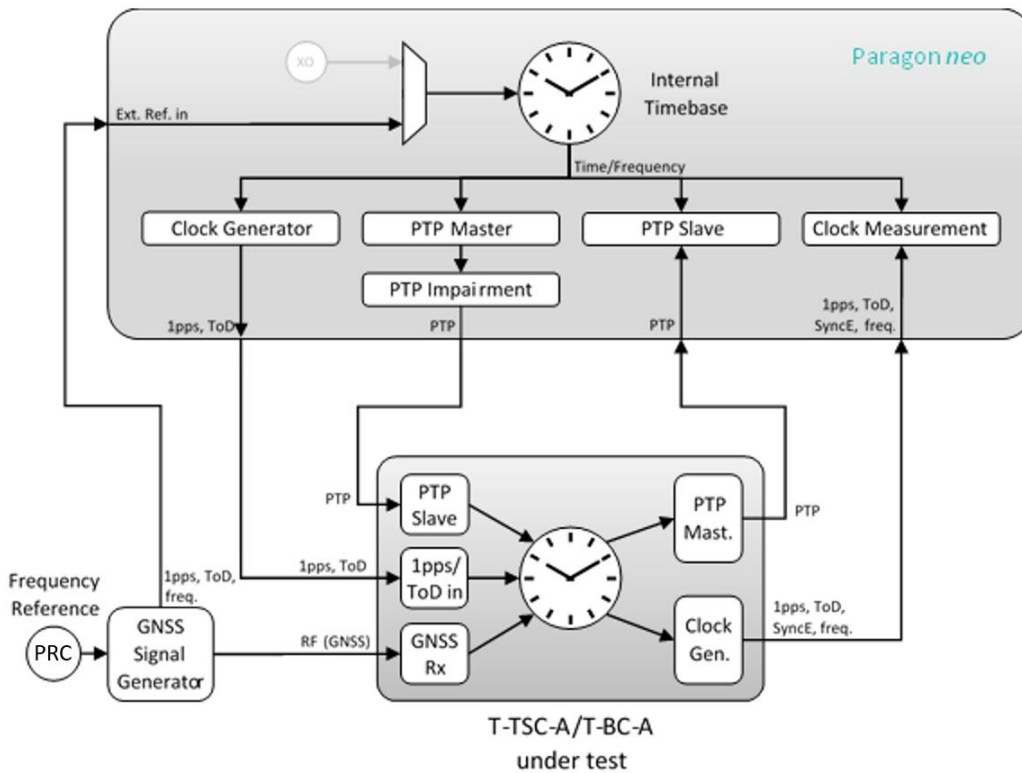 XO
Paragon neo
Internal
Timebase
Ext. Ref. in
Time/Frequency
Clock Generator
PTP Master
PTP Slave
Clock Measurement
PTP Impairment
1pps, ToD
PTP
PTP
1pps, ToD,
SyncE, freq.
PTP
PTP
Slave
PTP
Mast.
PTP
1pps, ToD
1pps/
ToD in
Frequency
Reference
1pps, ToD,
freq.
PRC
GNSS
Signal
Generator
RF (GNSS)
GNSS
Rx
Clock
Gen.
1pps, ToD,
SyncE, freq.
T-TSC-A/T-BC-A
under test